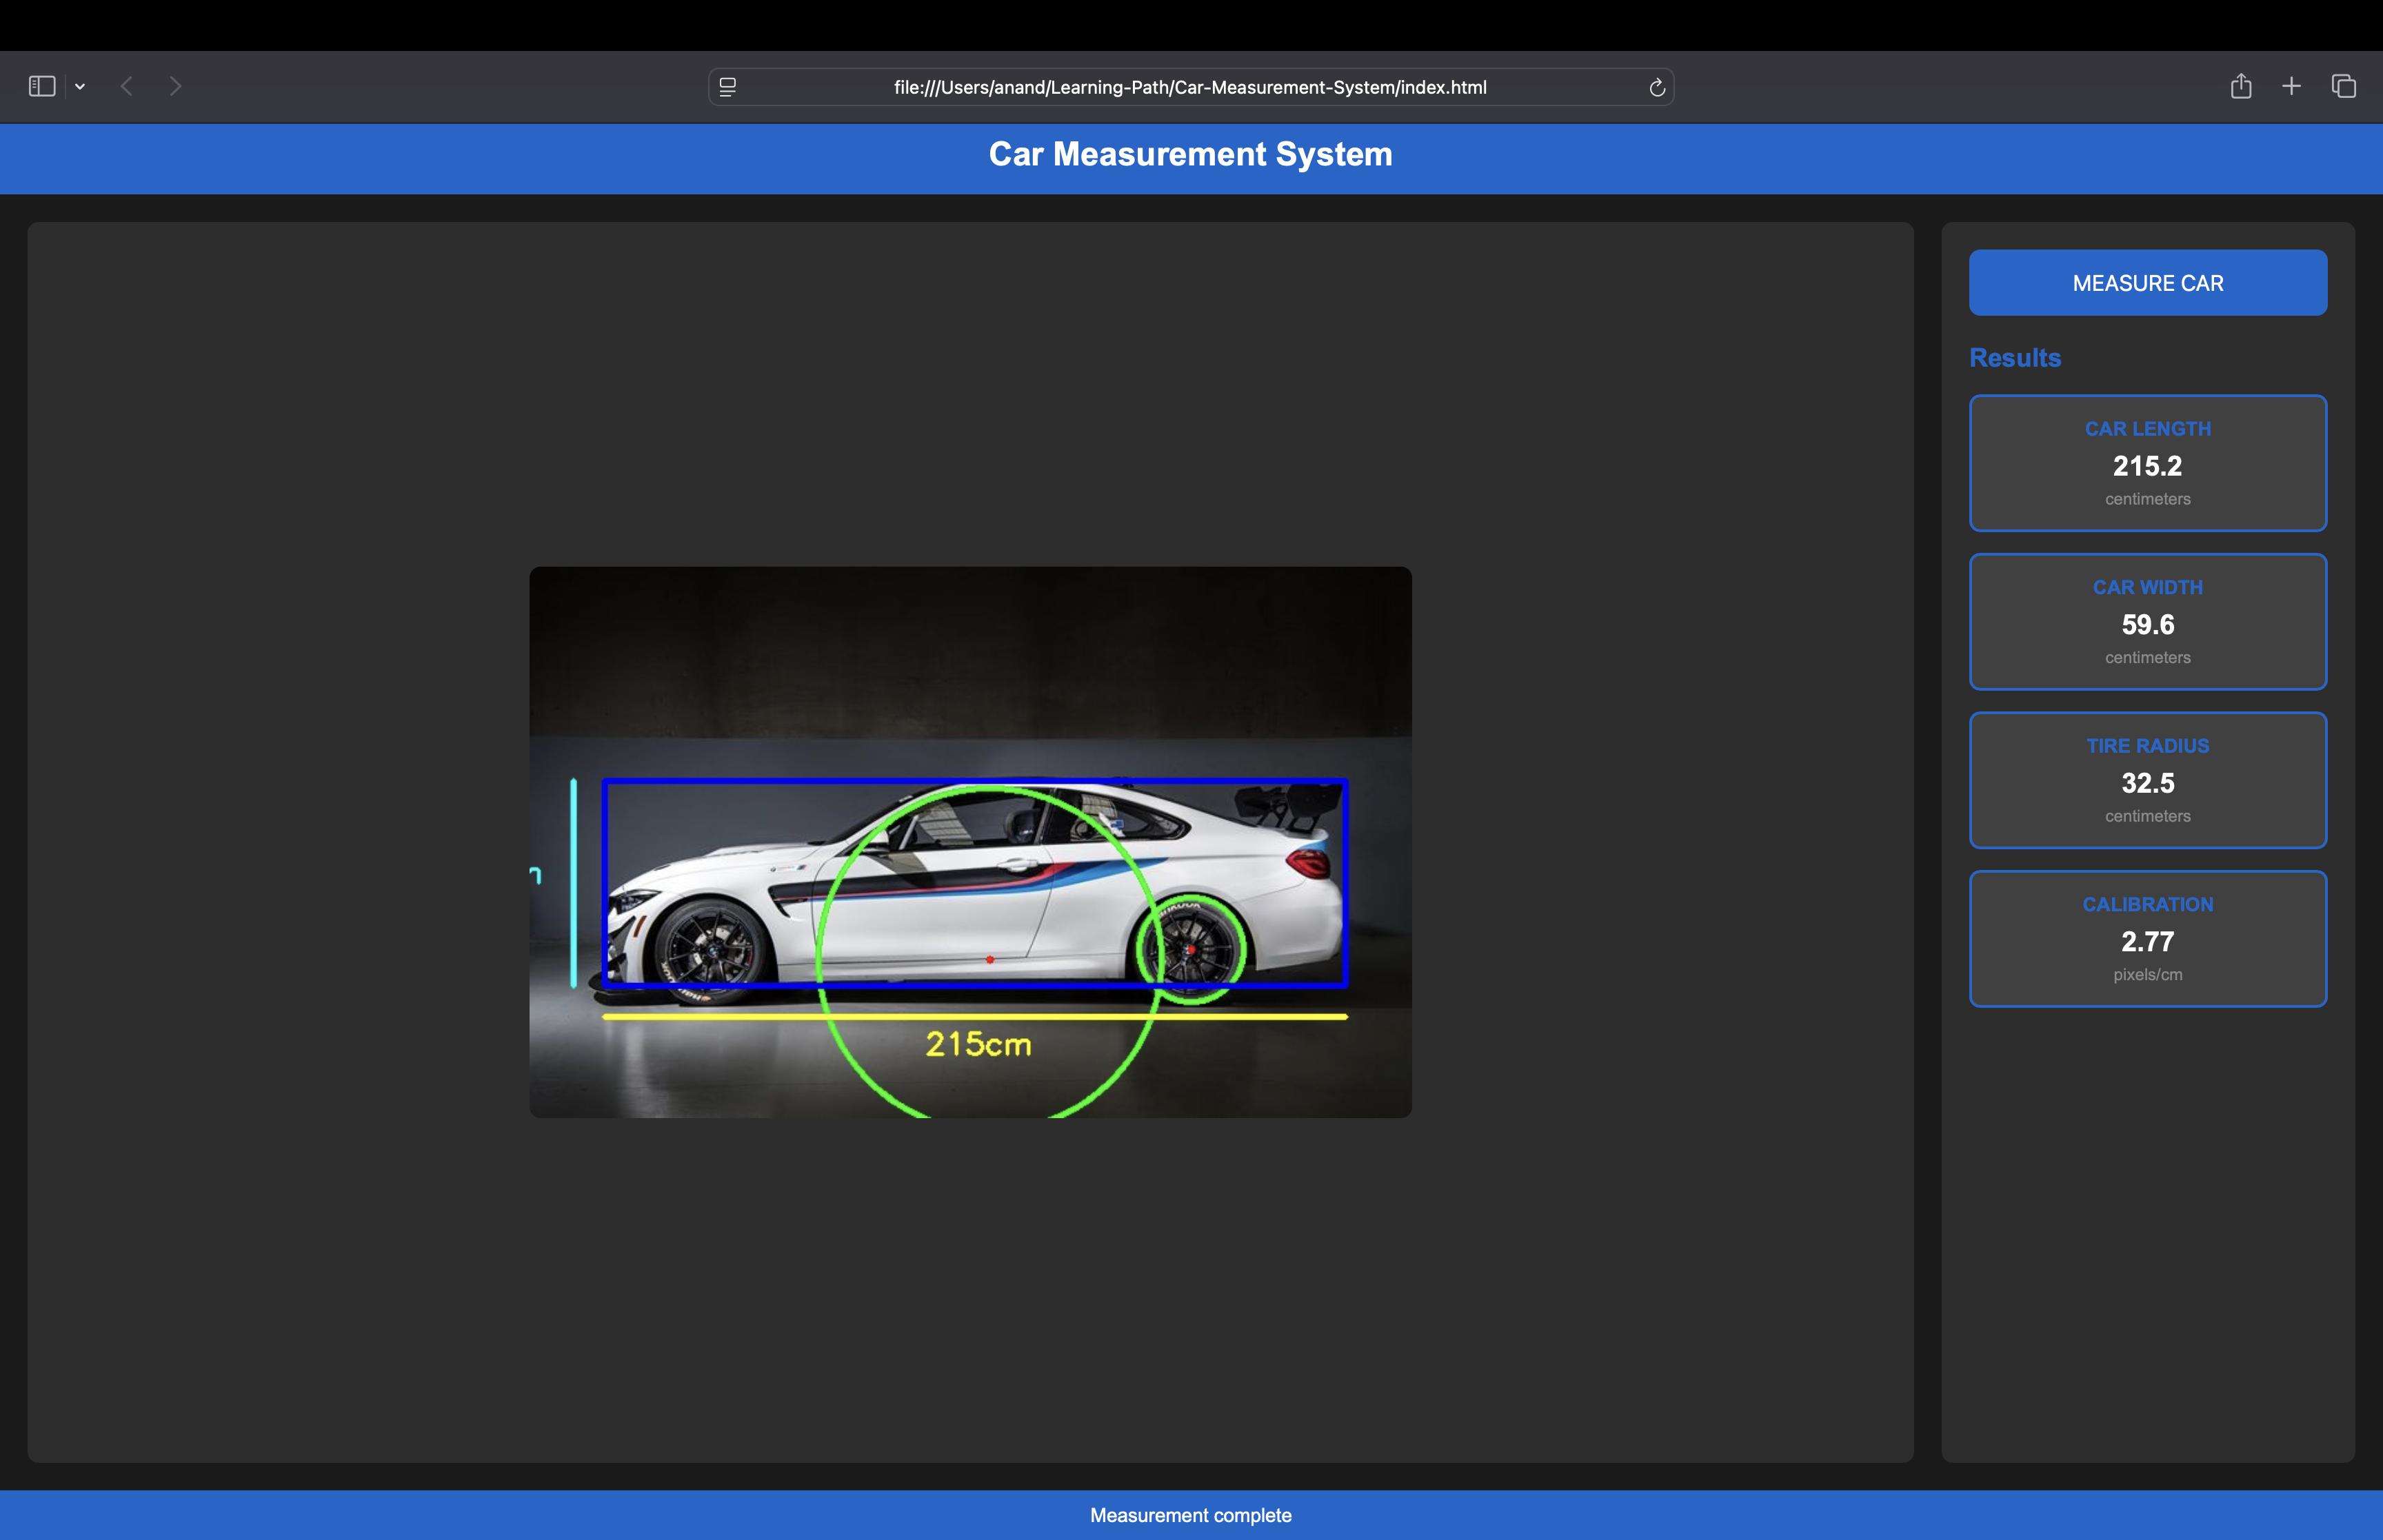 file:///Users/anand/Learning-Path/Car-Measurement-System/index.html
Car Measurement System
MEASURE CAR
Results
CAR LENGTH
215.2
centimeters
CAR WIDTH
59.6
centimeters
TIRE RADIUS
32.5
centimeters
CALIBRATION
2.77
pixels/cm
215cm
Measurement complete